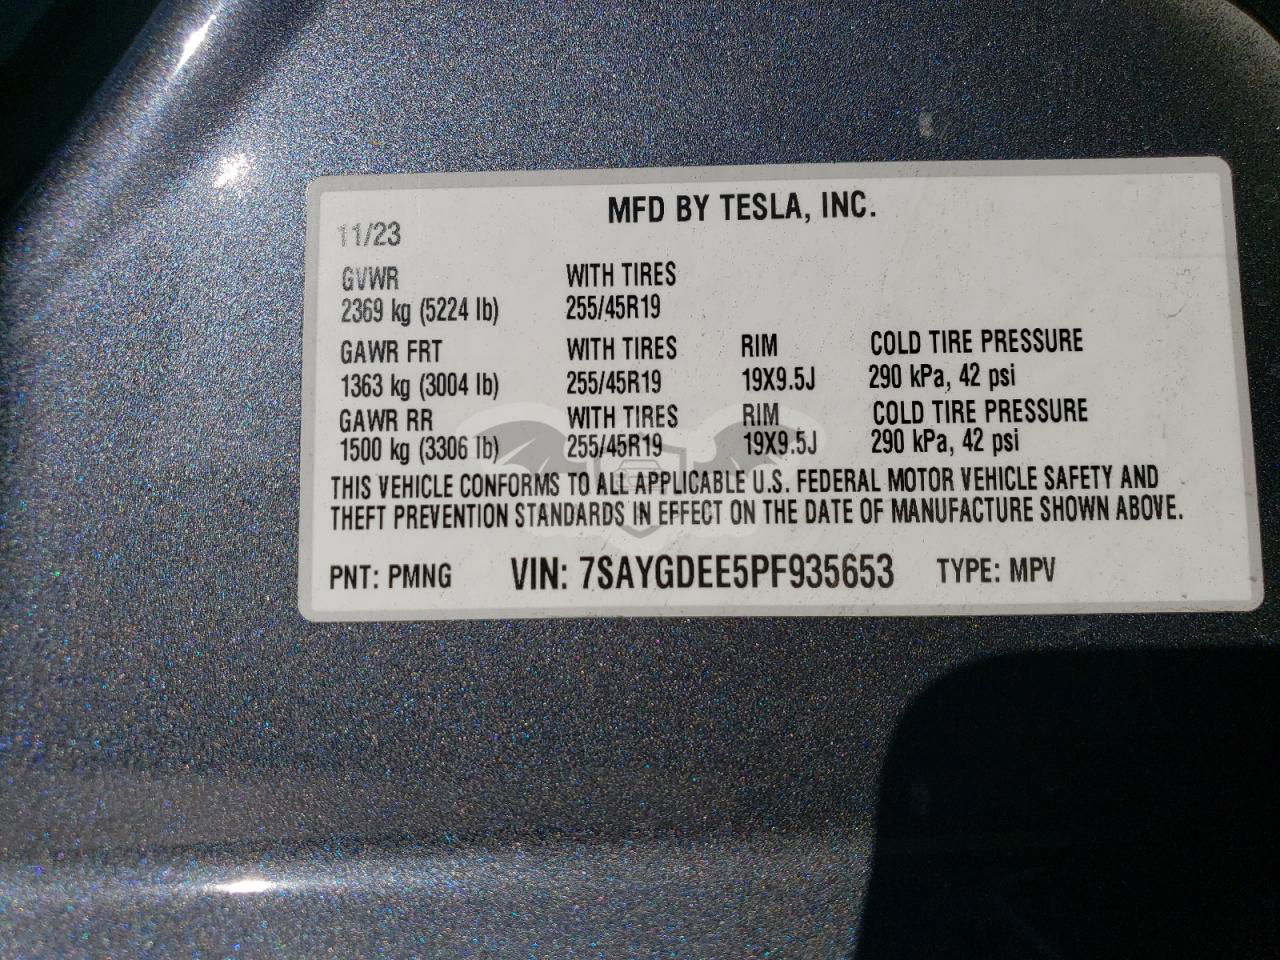 MFD BY TESLA, INC.
11/23
GVWR WITH TIRES
2369 kg (5224 lb) 255/45R19
GAWR FRT WITH TIRES RIM COLD TIRE PRESSURE
1363 kg (3004 lb) 255/45R19 19X9.5J 290 kPa, 42 psi
GAWR RR WITH TIRES RIM COLD TIRE PRESSURE
1500 kg (3306 lb) 255/45R19 19X9.5J 290 kPa, 42 psi
THIS VEHICLE CONFORMS TO ALL APPLICABLE U.S. FEDERAL MOTOR VEHICLE SAFETY AND
THEFT PREVENTION STANDARDS IN EFFECT ON THE DATE OF MANUFACTURE SHOWN ABOVE.
PNT: PMNG VIN: 7SAYGDEE5PF935653 TYPE: MPV